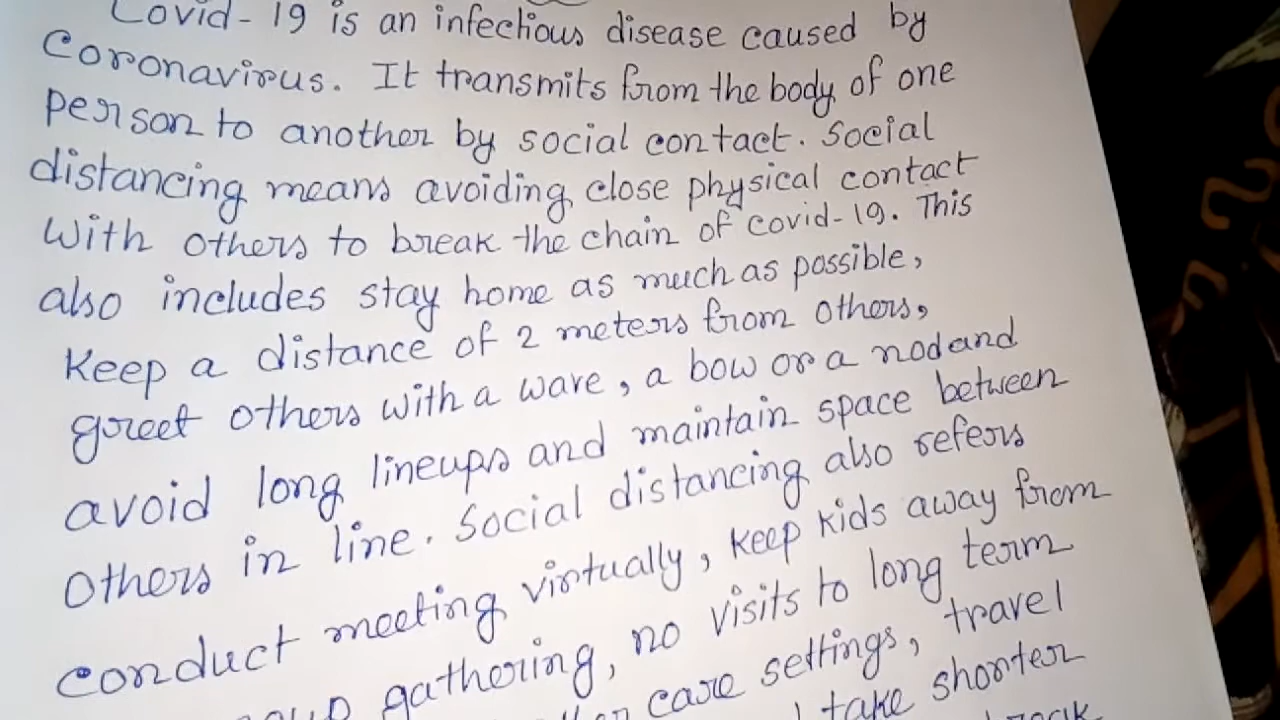 Covid-19 is an infectious disease caused by
Coronavirus. It transmits from the body of one
person to another by social contact. Social
distancing means avoiding close physical contact
with others to break the chain of covid-19. This
also includes stay home as much as possible,
Keep a distance of 2 meters from others,
greet others with a wave, a bow or a nod and
avoid long lineups and maintain space between
others in line. Social distancing also refers
conduct meeting virtually, keep kids away from
gathering, no visits to long term
care settings, travel
take shorter